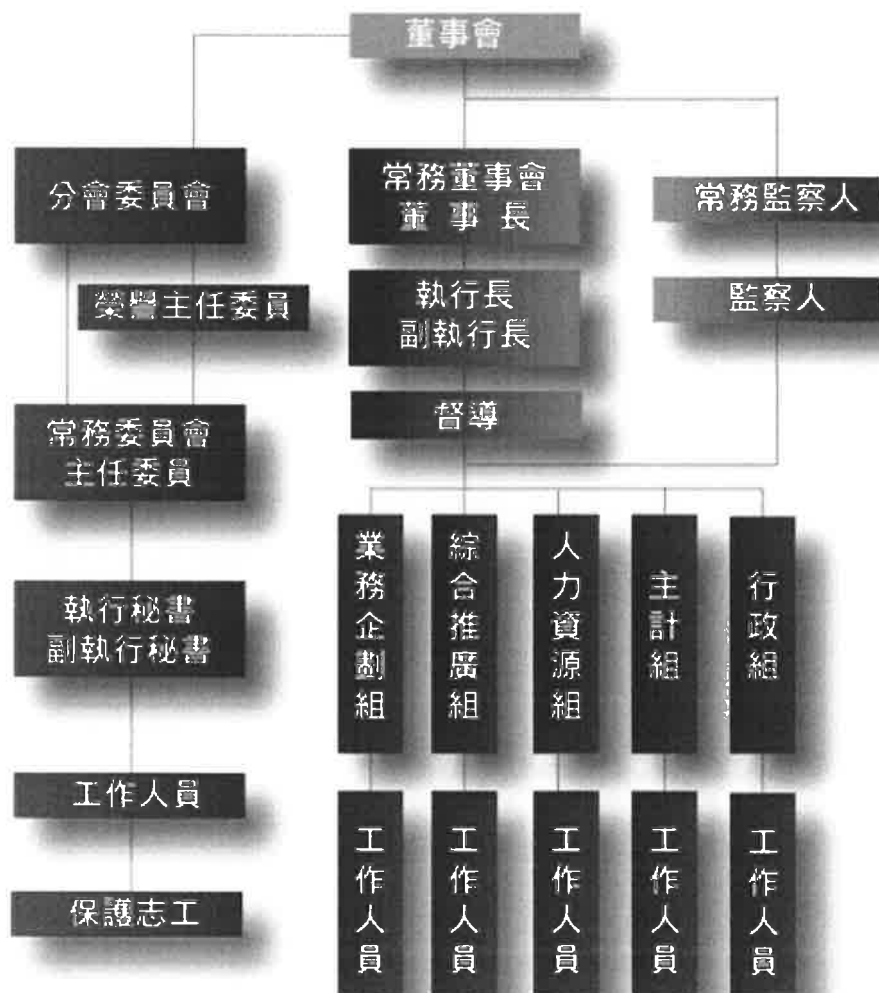 董事會
分會委員會
常務董事會
董事長
常務監察人
榮譽主任委員
執行長
副執行長
監察人
督導
常務委員會
主任委員
業務企劃組
綜合推廣組
人力資源組
主計組
行政組
執行秘書
副執行秘書
工作人員
保護志工
工作人員
工作人員
工作人員
工作人員
工作人員